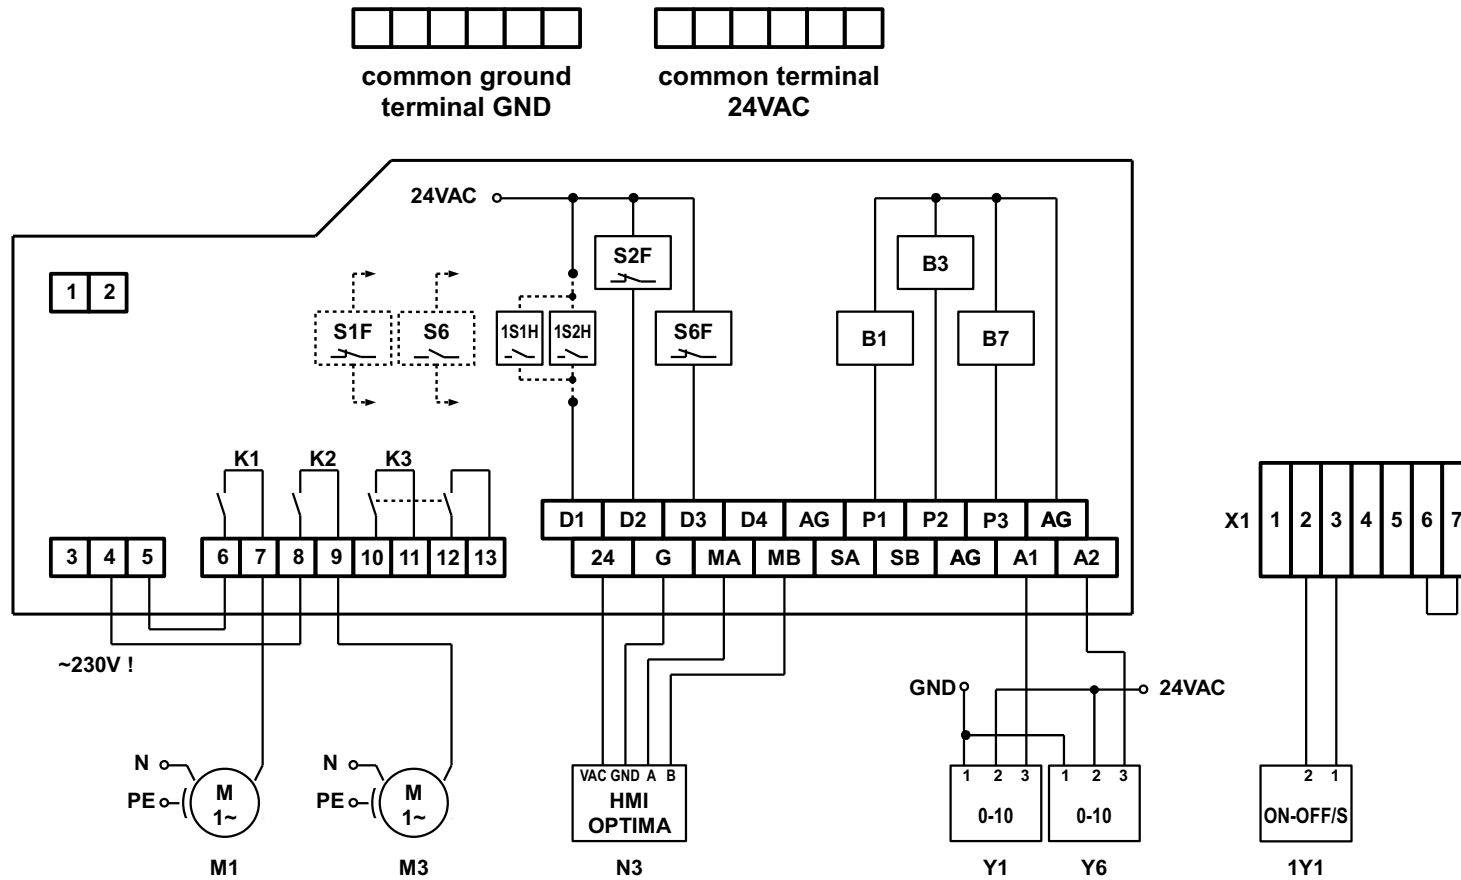 common ground
terminal GND
common terminal
24VAC
24VAC
S2F
B3
1 2
S1F
S6
1S1H
1S2H
S6F
B1
B7
K1
K2
K3
D1 D2 D3 D4 AG P1 P2 P3 AG
X1 1 2 3 4 5 6 7
3 4 5
6 7 8 9 10 11 12 13
24 G MA MB SA SB AG A1 A2
~230V !
GND
24VAC
N
PE
M
1~
M1
N
PE
M
1~
M3
VAC GND A B
HMI
OPTIMA
N3
1 2 3
0-10
Y1
1 2 3
0-10
Y6
2 1
ON-OFF/S
1Y1